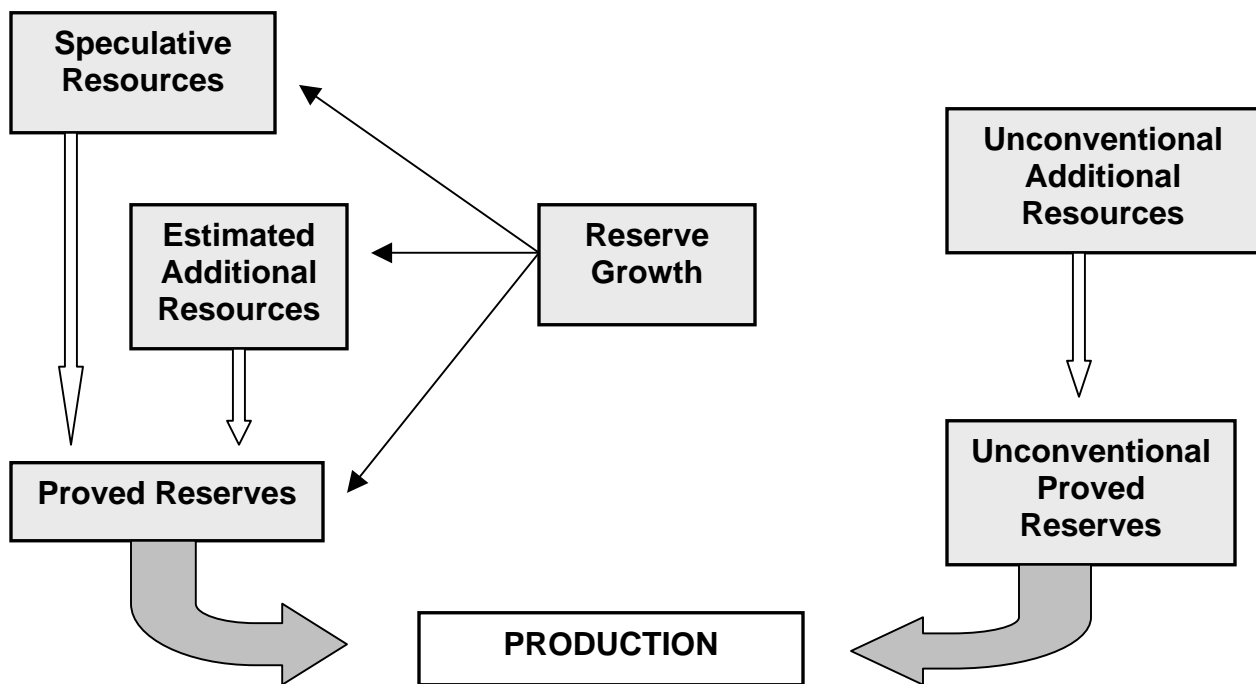 Speculative
Resources
Unconventional
Additional
Resources
Estimated
Additional
Resources
Reserve
Growth
Proved Reserves
Unconventional
Proved
Reserves
PRODUCTION